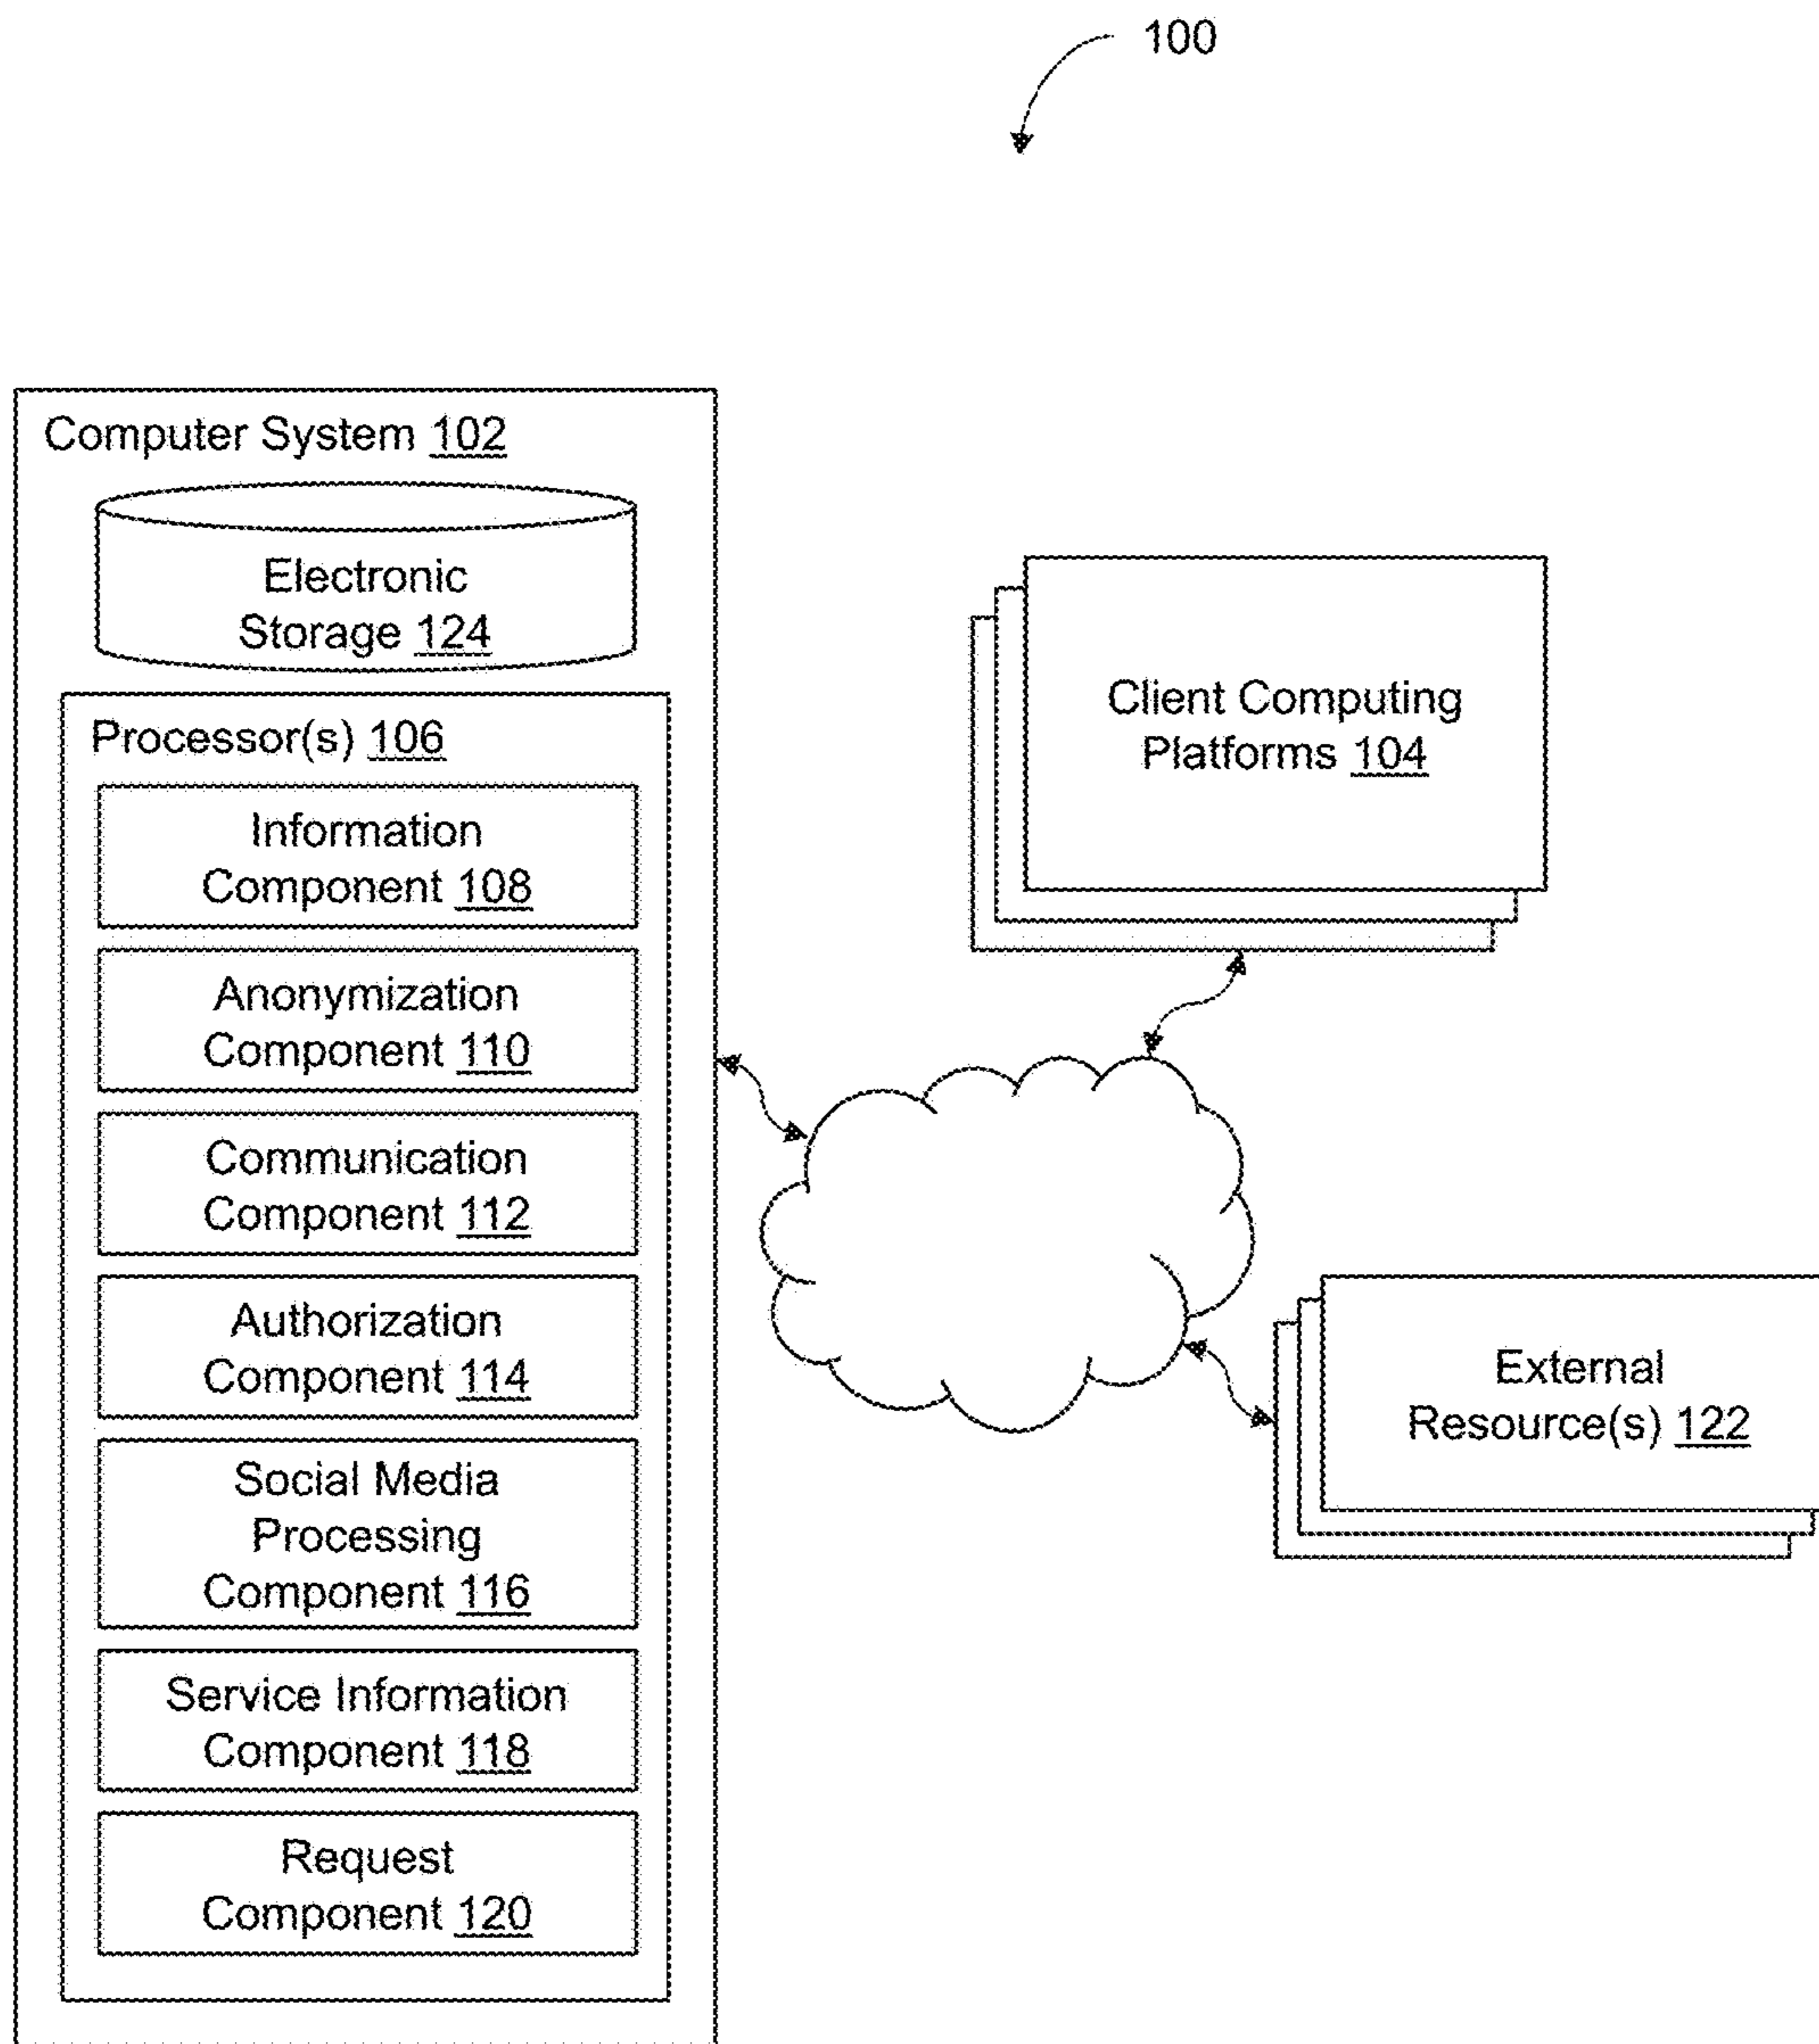 100
Computer System 102
Electronic
Storage 124
Processor(s) 106
Information
Component 108
Anonymization
Component 110
Communication
Component 112
Authorization
Component 114
Social Media
Processing
Component 116
Service Information
Component 118
Request
Component 120
Client Computing
Platforms 104
External
Resource(s) 122